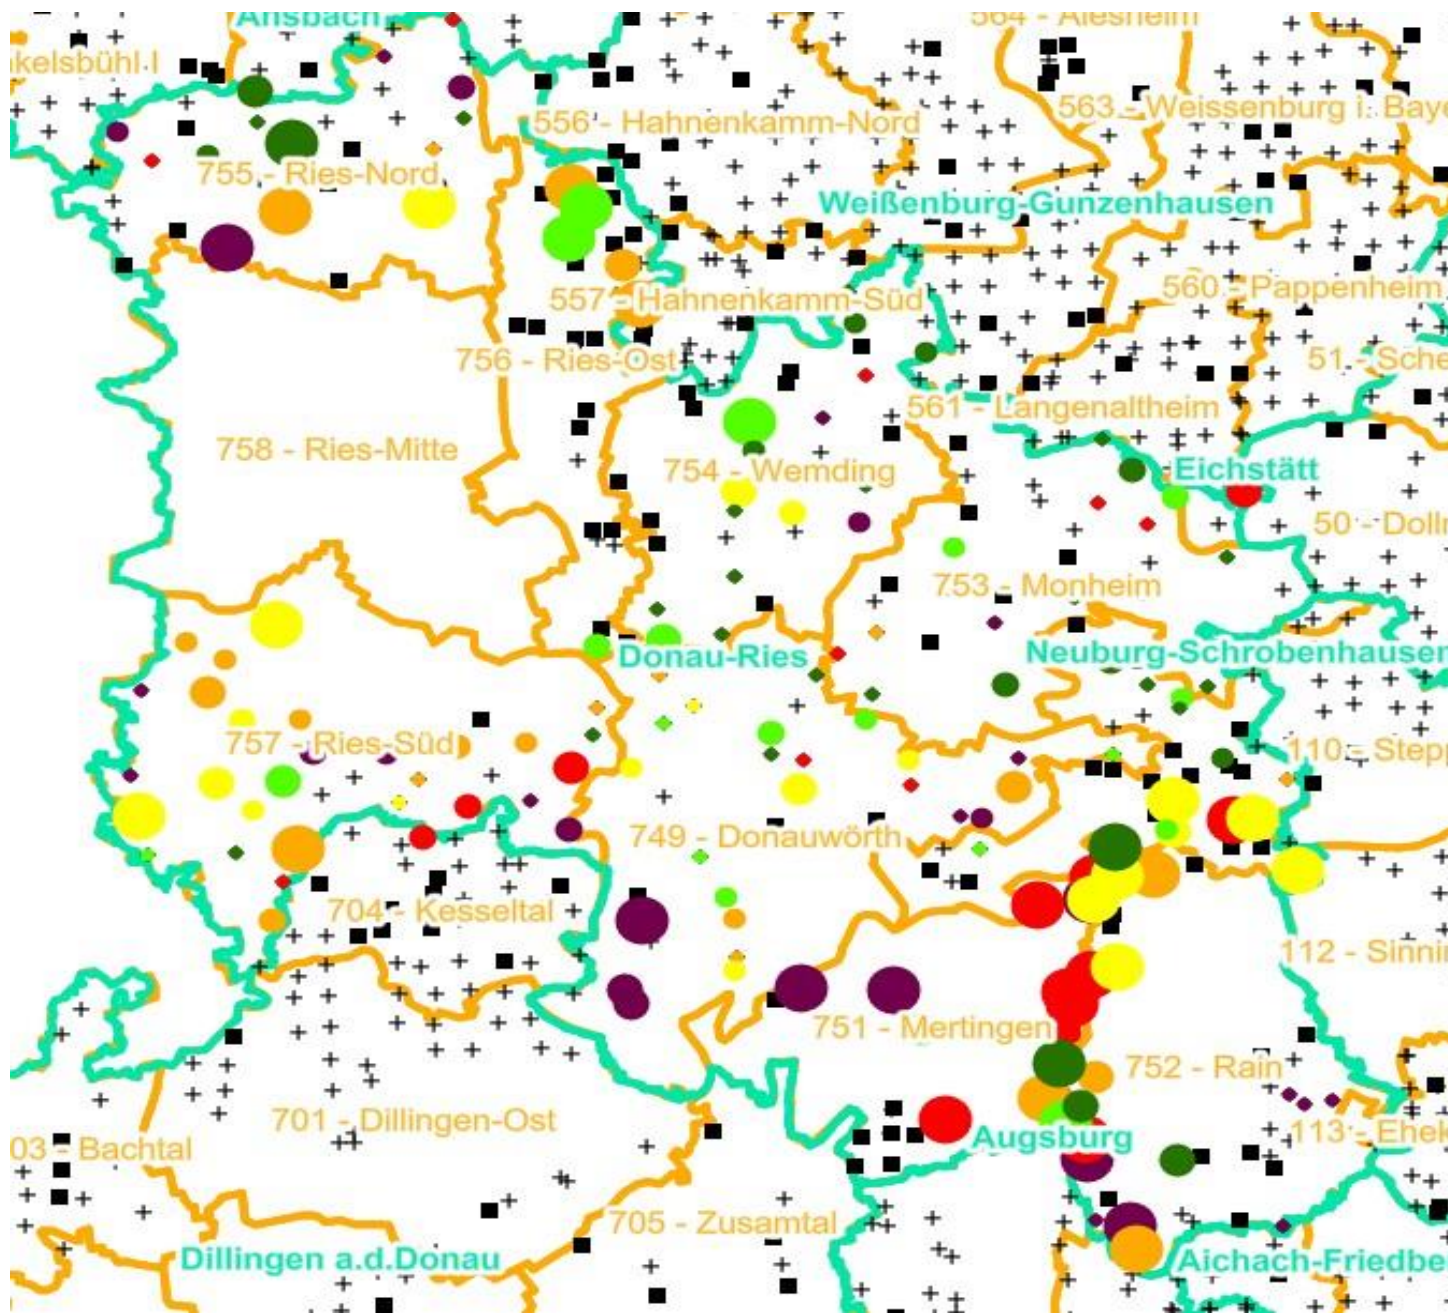 Ansbach
564 - Alesheim
nkelsbühl I
563 - Weissenburg i. Baye
556 - Hahnenkamm-Nord
755 - Ries-Nord
Weißenburg-Gunzenhausen
560 - Pappenheim
557 - Hahnenkamm-Süd
756 - Ries-Ost
51 - Sche
561 - Langenaltheim
758 - Ries-Mitte
754 - Wemding
Eichstätt
50 - Dolln
753 - Monheim
Donau-Ries
Neuburg-Schrobenhausen
757 - Ries-Süd
110 - Stepp
749 - Donauwörth
704 - Kesseltal
112 - Sinnin
751 - Mertingen
752 - Rain
701 - Dillingen-Ost
113 - Ehek
Augsburg
03 - Bachtal
705 - Zusamtal
Dillingen a.d.Donau
Aichach-Friedbe